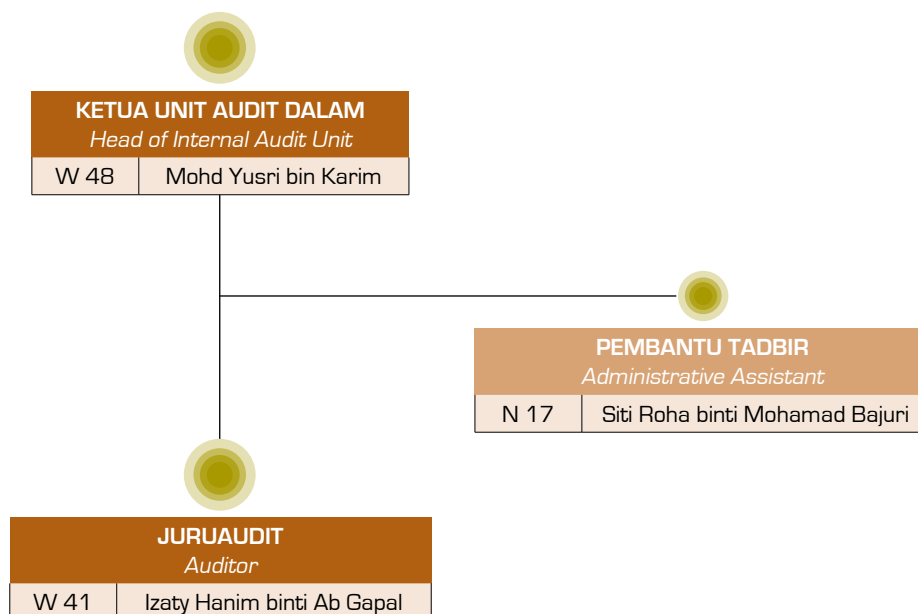 KETUA UNIT AUDIT DALAM
Head of Internal Audit Unit
W 48 Mohd Yusri bin Karim
PEMBANTU TADBIR
Administrative Assistant
N 17 Siti Roha binti Mohamad Bajuri
JURUAUDIT
Auditor
W 41 Izaty Hanim binti Ab Gapal